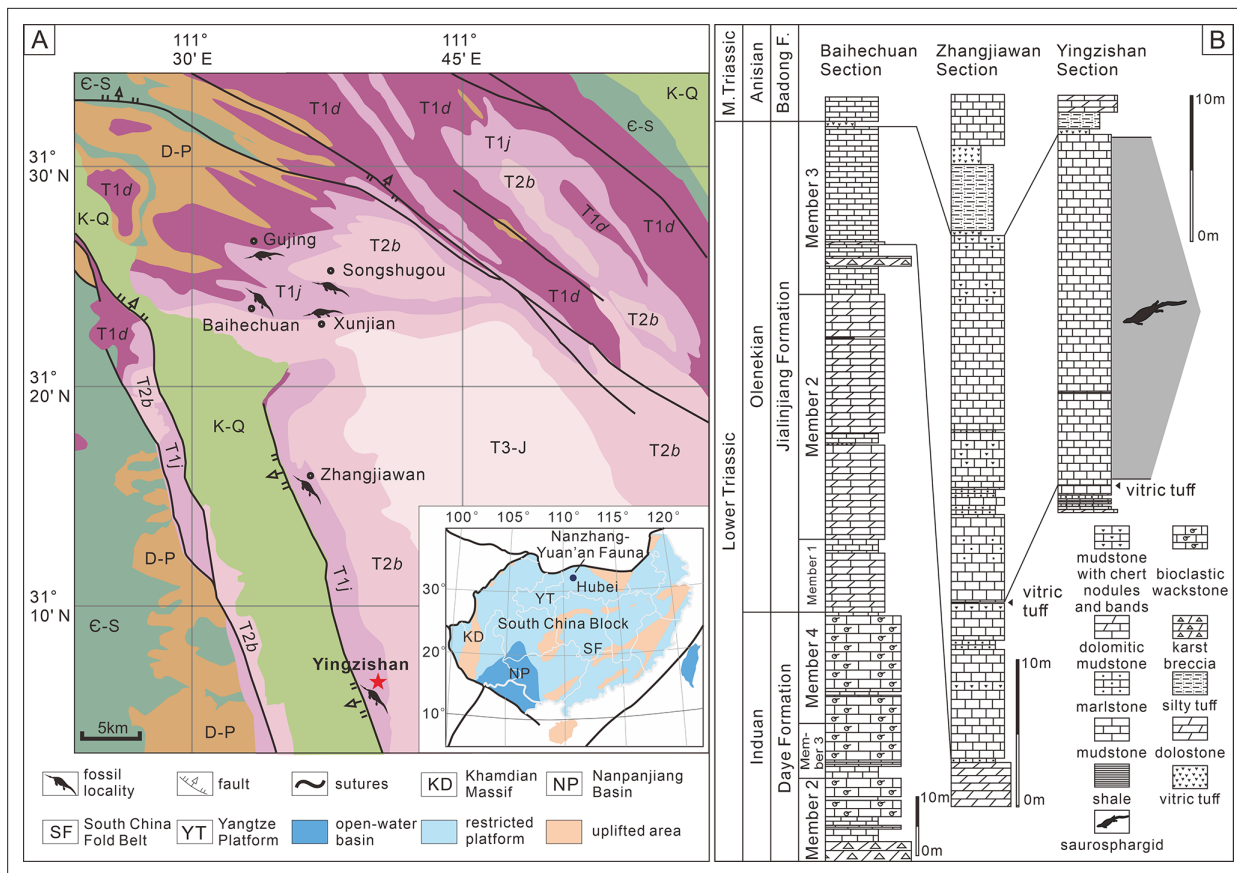 A
111°
30' E
111°
45' E
Є-S
T1d
T1d
K-Q
Є-S
T1j
D-P
31°
30' N
T1d
T2b
T1d
T1d
K-Q
Gujing
T2b
Songshugou
T1j
T1d
Baihechuan
Xunjian
T2b
T1d
31°
20' N
T2b
K-Q
T3-J
T1j
T2b
Zhangjiawan
D-P
T2b
T1j
31°
10' N
Є-S
T2b
Yingzishan
5km
D-P
100°
105°
110°
115°
120°
Nanzhang-
Yuan'an Fauna
30°
Hubei
YT
KD
South China Block
20°
SF
NP
10°
fossil
locality
fault
sutures
KD
Khamdian
Massif
NP
Nanpanjiang
Basin
SF
South China
Fold Belt
YT
Yangtze
Platform
open-water
basin
restricted
platform
uplifted area
B
M. Triassic
Anisian
Badong F.
Lower Triassic
Olenekian
Induan
Jialinjiang Formation
Daye Formation
Member 3
Member 2
Member 1
Member 4
Mem-
ber 3
Member 2
Baihechuan
Section
Zhangjiawan
Section
Yingzishan
Section
10m
0m
10m
0m
10m
0m
vitric tuff
vitric
tuff
mudstone
with chert
nodules
and bands
bioclastic
wackstone
dolomitic
mudstone
karst
breccia
marlstone
silty tuff
mudstone
dolostone
shale
vitric tuff
saurosphargid